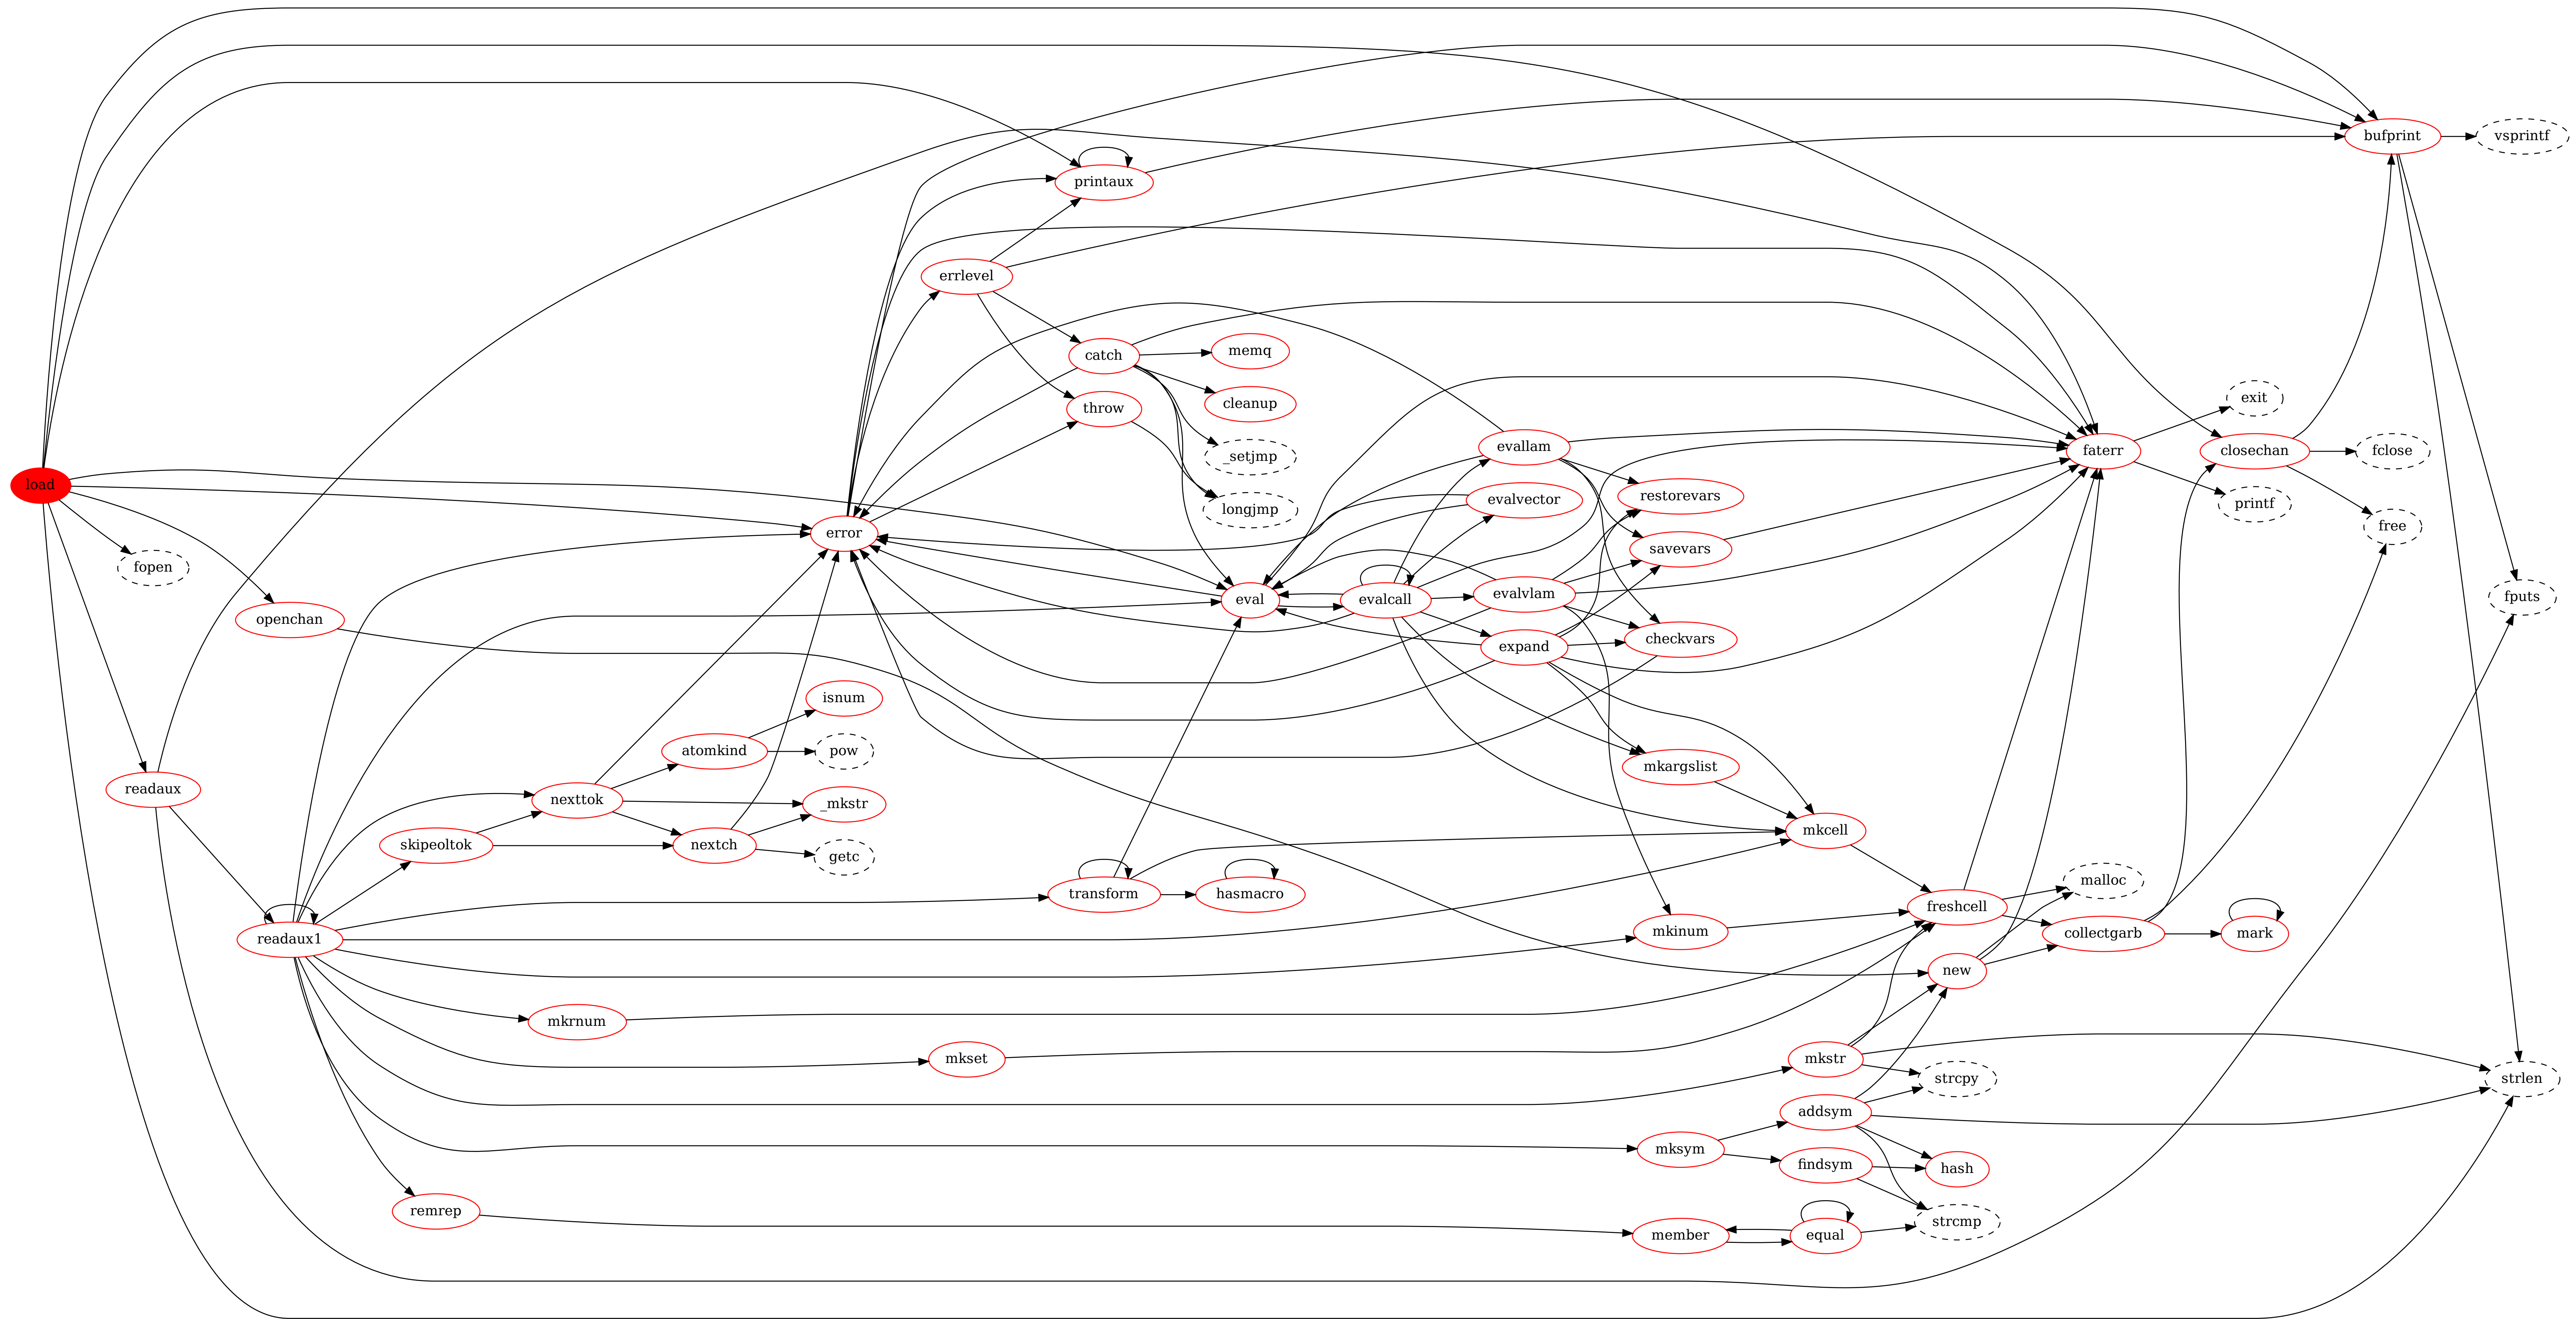 load
fopen
readaux
openchan
readaux1
skipeoltok
remrep
nexttok
mkrnum
atomkind
nextch
error
isnum
pow
_mkstr
getc
errlevel
mkset
printaux
catch
throw
transform
memq
cleanup
_setjmp
longjmp
eval
hasmacro
evalcall
evallam
evalvector
evalvlam
expand
restorevars
savevars
checkvars
mkargslist
mkinum
mksym
member
mkcell
mkstr
addsym
findsym
equal
freshcell
new
strcpy
hash
strcmp
faterr
malloc
collectgarb
exit
closechan
printf
mark
bufprint
fclose
free
vsprintf
fputs
strlen